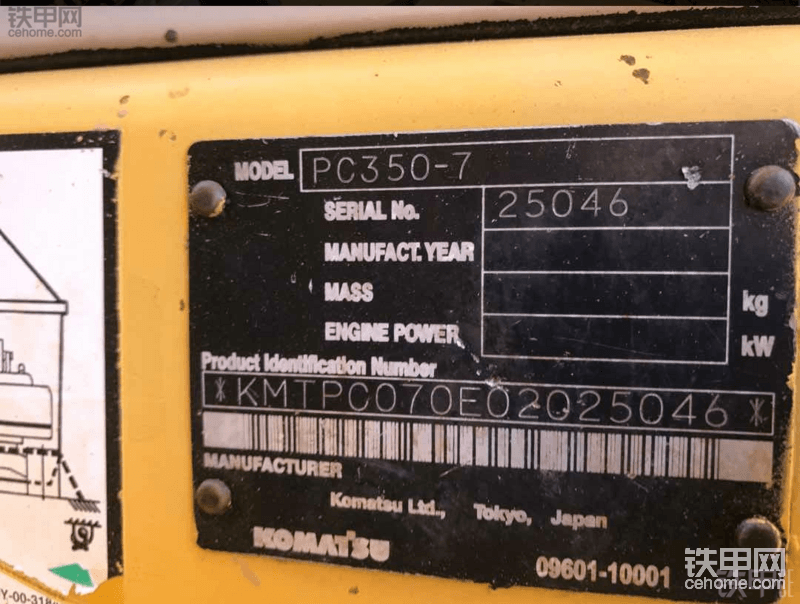 铁甲网
cehome.com
MODEL PC350-7
SERIAL No. 25046
MANUFACT. YEAR
MASS kg
ENGINE POWER kW
Product Identification Number
*KMTPC070E02025046*
MANUFACTURER
Komatsu Ltd., Tokyo, Japan
KOMATSU
09601-10001
铁甲网
cehome.com